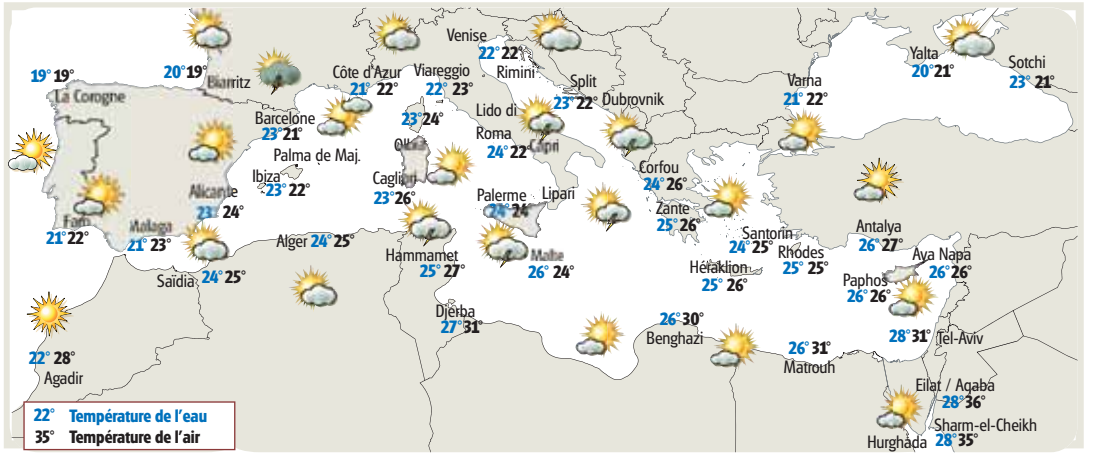 Venise
22° 22°
Rimini
Yalta
20° 21°
Sotchi
23° 21°
19° 19°
La Corogne
20° 19°
Biarritz
Côte d'Azur
21° 22°
Viareggio
22° 23°
Split
23° 22°
Dubrovnik
Varna
21° 22°
Barcelone
23° 21°
23° 24°
Lido di
Roma
24° 22°
Capri
Palma de Maj.
Ibiza
23° 22°
Cagliari
23° 26°
Corfou
24° 26°
Alicante
23° 24°
Palerme
24° 24°
Lipari
Zante
25° 26°
Faro
21° 22°
Malaga
21° 23°
Santorin
24° 25°
Antalya
26° 27°
Alger 24° 25°
Hammamet
25° 27°
Malte
26° 24°
Héraklion
25° 26°
Rhodes
25° 25°
Aya Napa
26° 26°
Saïdia
24° 25°
Paphos
26° 26°
Djerba
27° 31°
26° 30°
Benghazi
28° 31°
Tel-Aviv
22° 28°
Agadir
26° 31°
Matrouh
Eilat / Aqaba
28° 36°
Sharm-el-Cheikh
28° 35°
Hurghada
22° Température de l'eau
35° Température de l'air